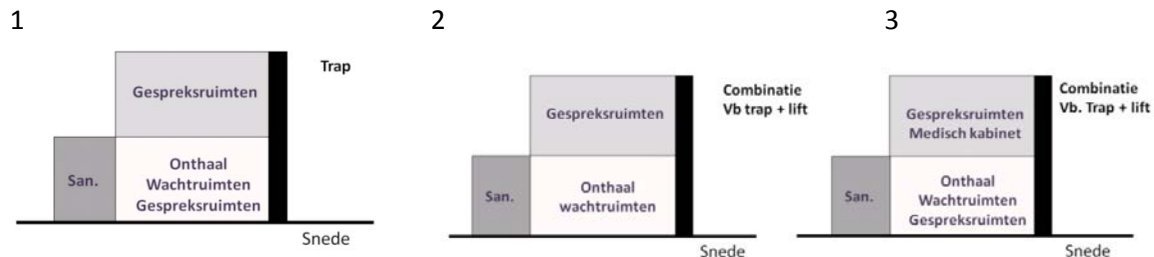 1
Trap
Gespreksruimten
San.
Onthaal
Wachtruimten
Gespreksruimten
Snede
2
Combinatie
Vb trap + lift
Gespreksruimten
San.
Onthaal
wachtruimten
Snede
3
Combinatie
Vb. Trap + lift
Gespreksruimten
Medisch kabinet
San.
Onthaal
Wachtruimten
Gespreksruimten
Snede